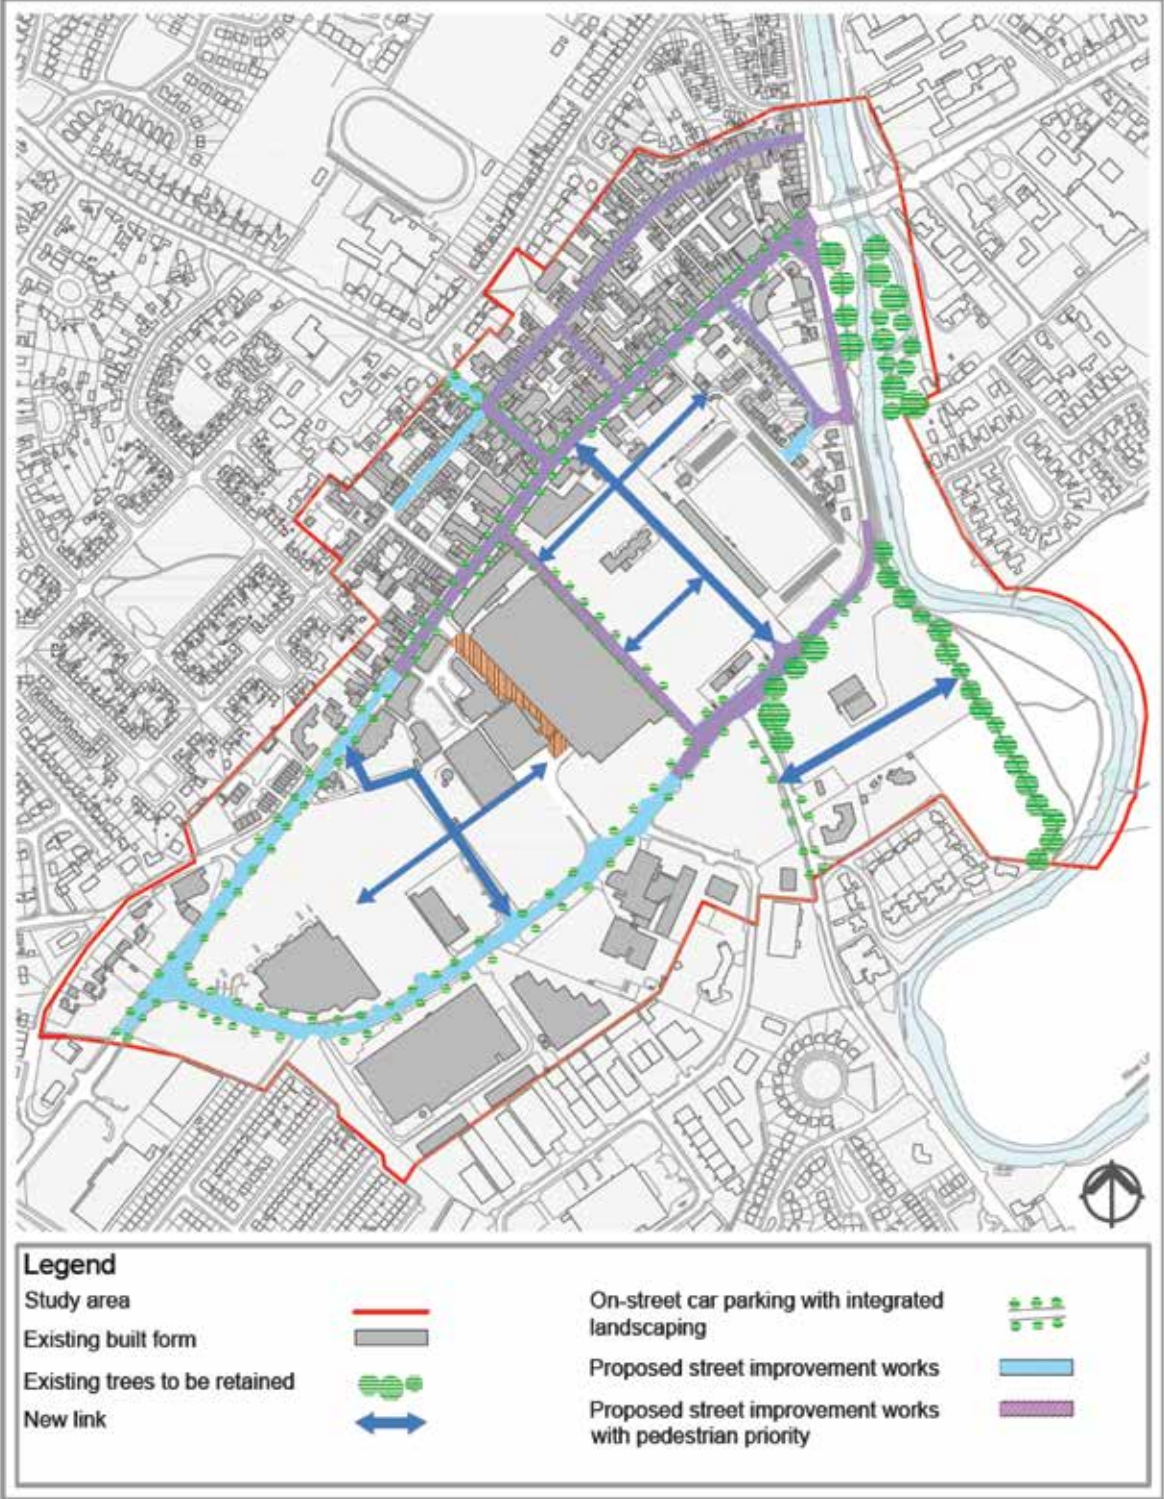 Legend
Study area
Existing built form
Existing trees to be retained
New link
On-street car parking with integrated
landscaping
Proposed street improvement works
Proposed street improvement works
with pedestrian priority